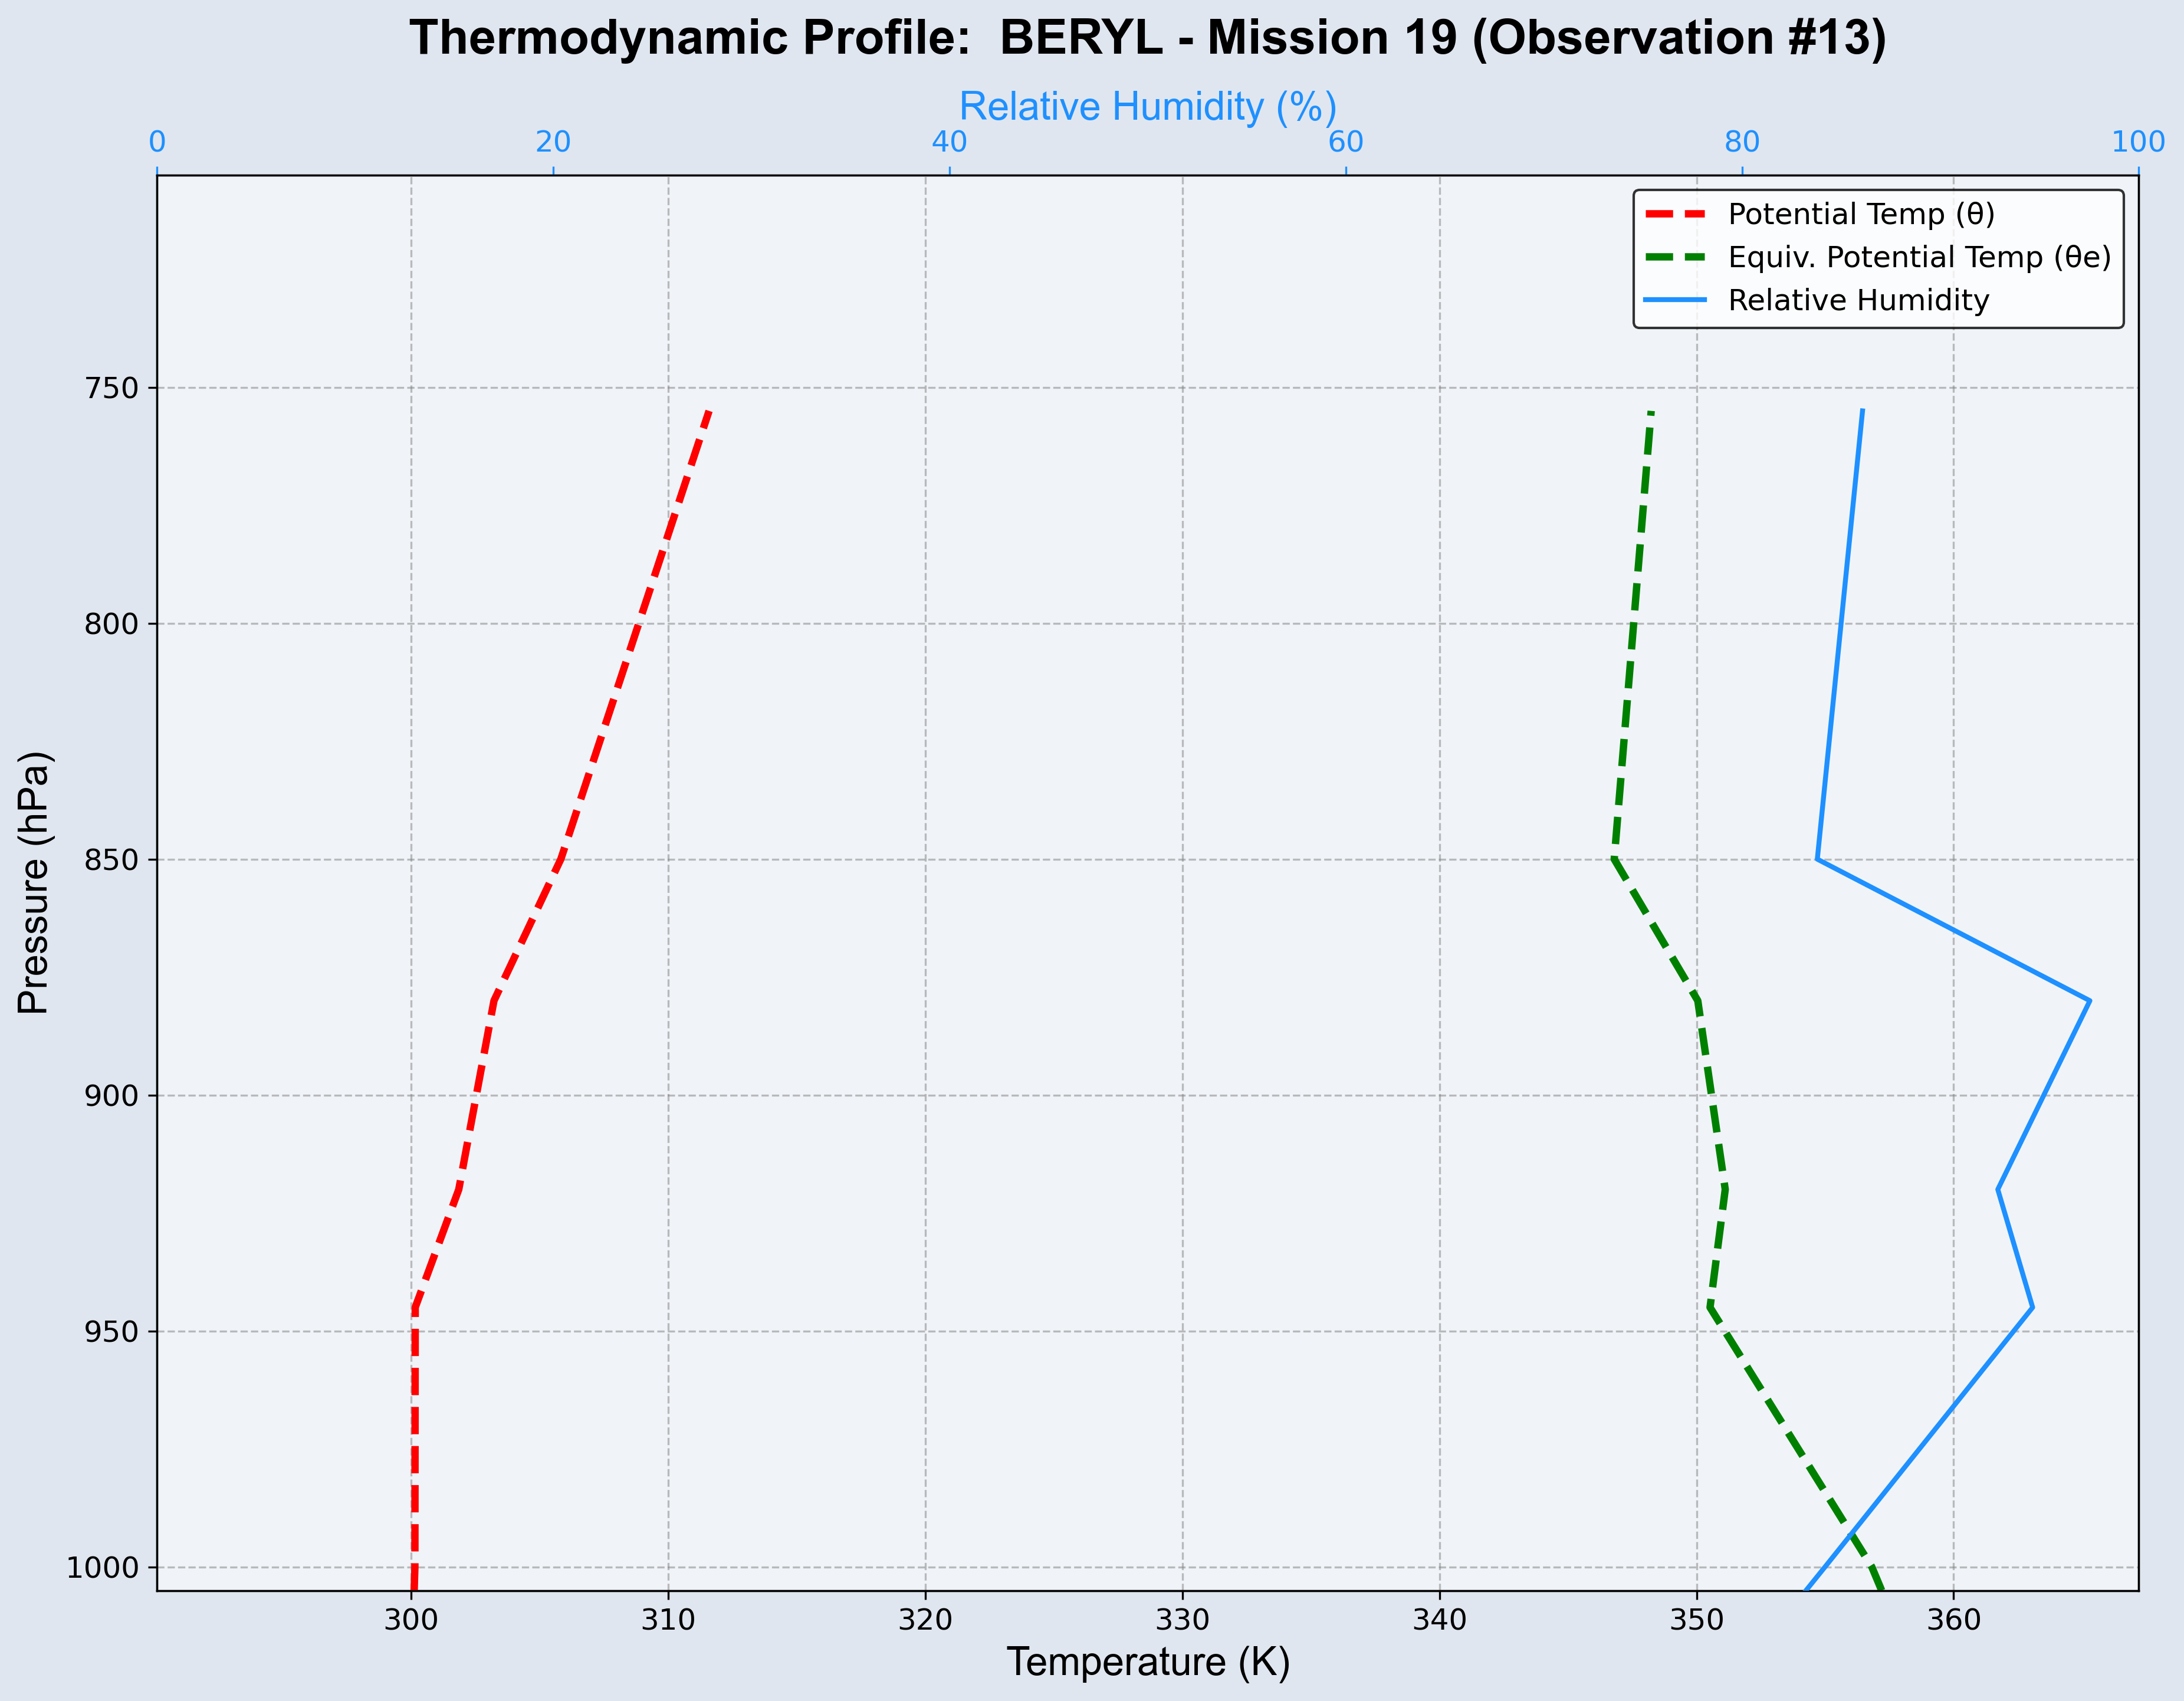 Thermodynamic Profile:  BERYL - Mission 19 (Observation #13)
Relative Humidity (%)
0 20 40 60 80 100
Potential Temp (θ)
Equiv. Potential Temp (θe)
Relative Humidity
Pressure (hPa)
750
800
850
900
950
1000
300 310 320 330 340 350 360
Temperature (K)